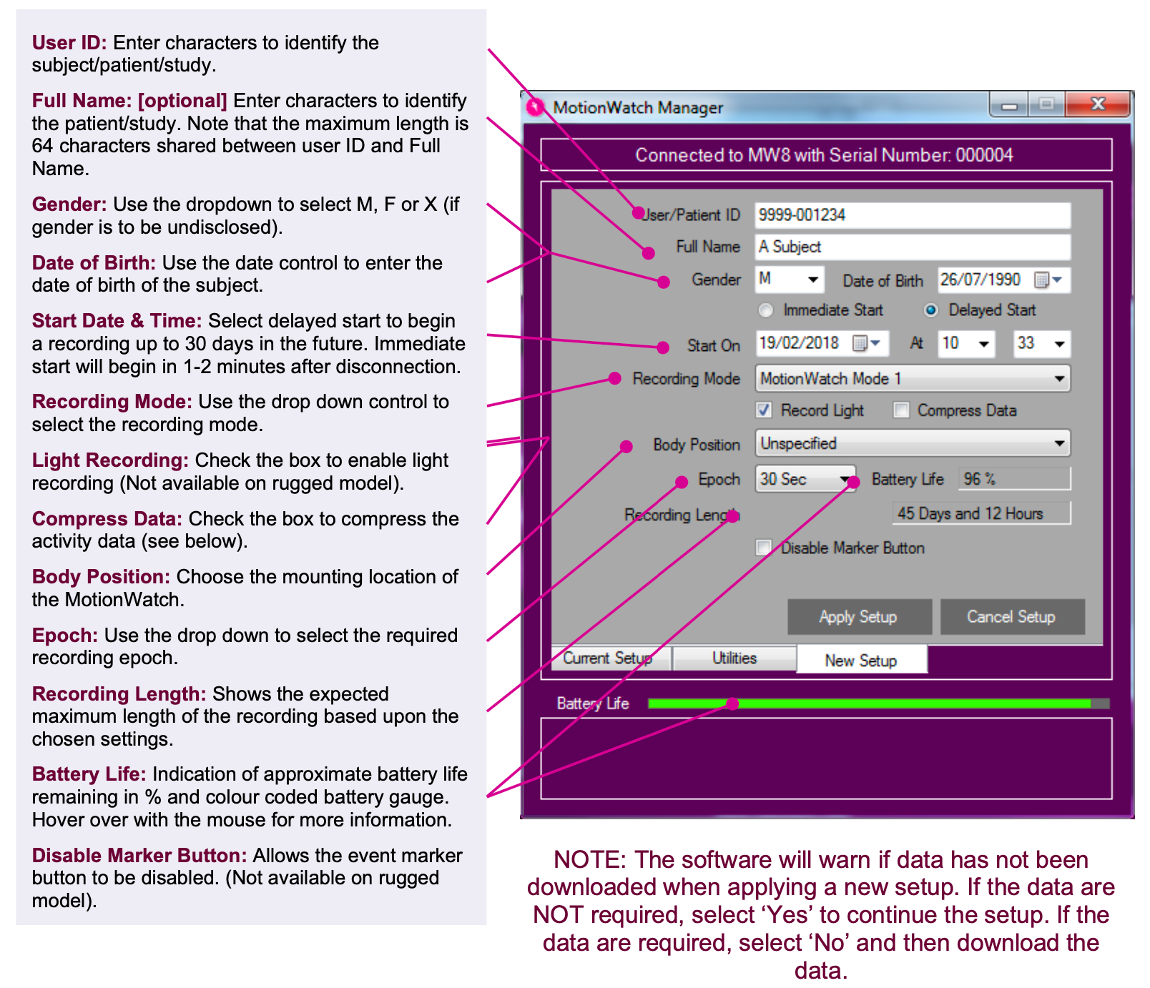 User ID: Enter characters to identify the
subject/patient/study.
Full Name: [optional] Enter characters to identify
the patient/study. Note that the maximum length is
64 characters shared between user ID and Full
Name.
Gender: Use the dropdown to select M, F or X (if
gender is to be undisclosed).
Date of Birth: Use the date control to enter the
date of birth of the subject.
Start Date & Time: Select delayed start to begin
a recording up to 30 days in the future. Immediate
start will begin in 1-2 minutes after disconnection.
Recording Mode: Use the drop down control to
select the recording mode.
Light Recording: Check the box to enable light
recording (Not available on rugged model).
Compress Data: Check the box to compress the
activity data (see below).
Body Position: Choose the mounting location of
the MotionWatch.
Epoch: Use the drop down to select the required
recording epoch.
Recording Length: Shows the expected
maximum length of the recording based upon the
chosen settings.
Battery Life: Indication of approximate battery life
remaining in % and colour coded battery gauge.
Hover over with the mouse for more information.
Disable Marker Button: Allows the event marker
button to be disabled. (Not available on rugged
model).
MotionWatch Manager
Connected to MW8 with Serial Number: 000004
User/Patient ID 9999-001234
Full Name A Subject
Gender M Date of Birth 26/07/1990
Immediate Start Delayed Start
Start On 19/02/2018 At 10 33
Recording Mode MotionWatch Mode 1
Record Light Compress Data
Body Position Unspecified
Epoch 30 Sec Battery Life 96 %
Recording Length 45 Days and 12 Hours
Disable Marker Button
Apply Setup Cancel Setup
Current Setup Utilities New Setup
Battery Life
NOTE: The software will warn if data has not been
downloaded when applying a new setup. If the data are
NOT required, select ‘Yes’ to continue the setup. If the
data are required, select ‘No’ and then download the
data.